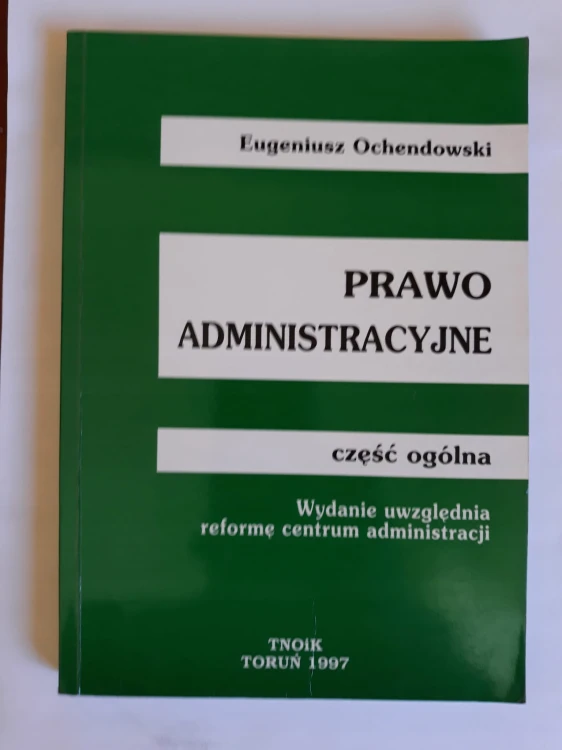 Eugeniusz Ochendowski
PRAWO
ADMINISTRACYJNE
część ogólna
Wydanie uwzględnia
reformę centrum administracji
TNOiK
TORUŃ 1997